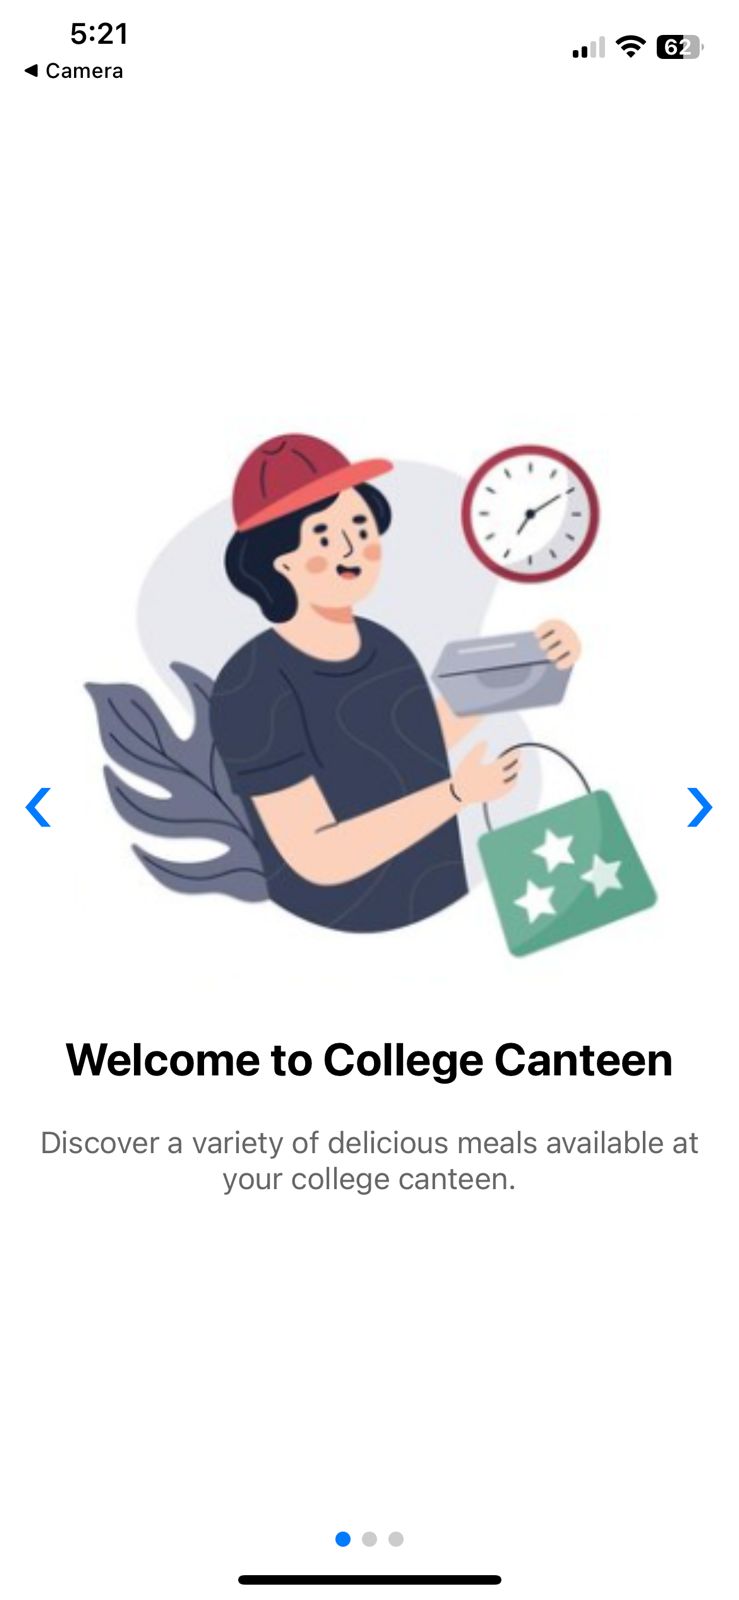 5:21
62
◀ Camera
Welcome to College Canteen
Discover a variety of delicious meals available at
your college canteen.